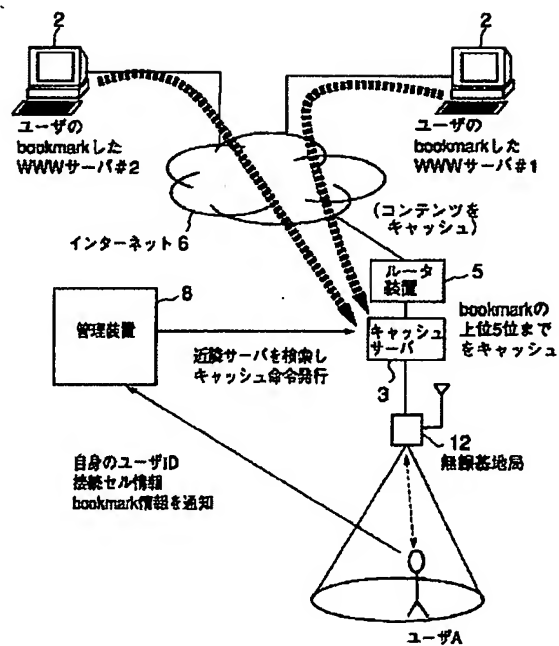 2
2
ユーザの
bookmarkした
WWWサーバ#2
ユーザの
bookmarkした
WWWサーバ#1
インターネット6
(コンテンツを
キャッシュ)
ルータ
装置
5
8
管理装置
近隣サーバを検索し
キャッシュ命令発行
キャッシュ
サーバ
3
bookmarkの
上位5位まで
をキャッシュ
12
無線基地局
自身のユーザID
接続セル情報
bookmark情報を通知
ユーザA